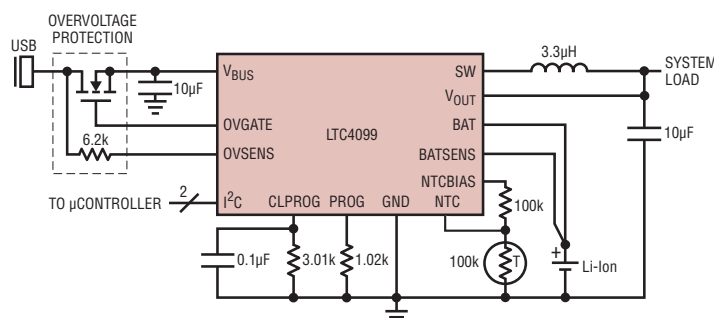 OVERVOLTAGE
PROTECTION
USB
10µF
6.2k
TO µCONTROLLER
2
VBUS
OVGATE
OVSENS
I2C
CLPROG
PROG
GND
NTC
LTC4099
SW
VOUT
BAT
BATSENS
NTCBIAS
3.3µH
SYSTEM
LOAD
10µF
100k
100k
T
0.1µF
3.01k
1.02k
+
Li-Ion